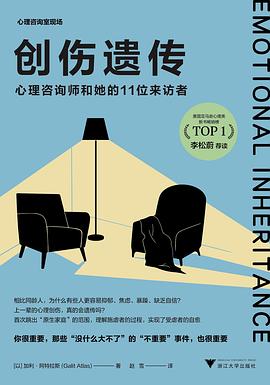 心理咨询室现场
创伤遗传
心理咨询师和她的11位来访者
EMOTIONAL INHERITANCE
美国亚马逊心理类
新书畅销榜
TOP 1
李松蔚 荐读
相比同龄人，为什么有些人更容易抑郁、焦虑、暴躁、缺乏自信？
上一辈的心理创伤，真的会遗传吗？
首次跳出“原生家庭”的范围，理解施虐者的过程，实现了受虐者的自愈
你很重要，那些“没什么大不了”的“不重要”事件，也很重要
[以] 加利·阿特拉斯（Galit Atlas） 著 赵雪 译
浙江大学出版社